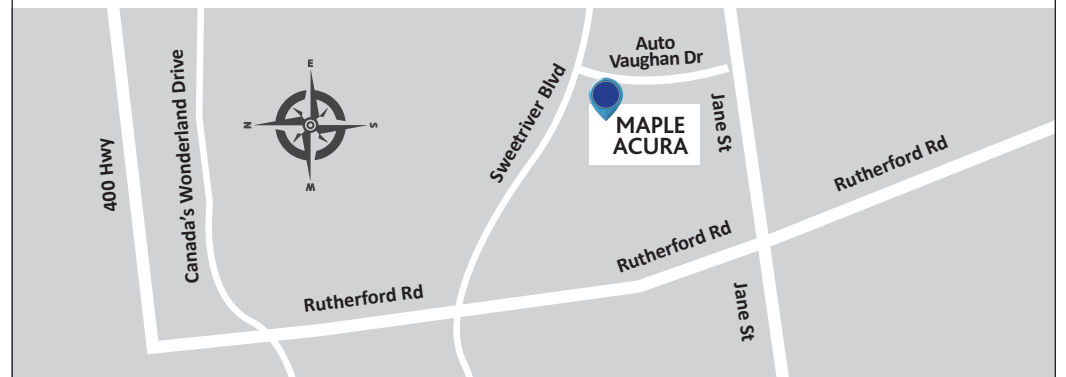 Auto
Vaughan Dr
MAPLE
ACURA
Jane St
Sweetriver Blvd
Canada's Wonderland Drive
400 Hwy
E
N
S
W
Rutherford Rd
Rutherford Rd
Rutherford Rd
Jane St